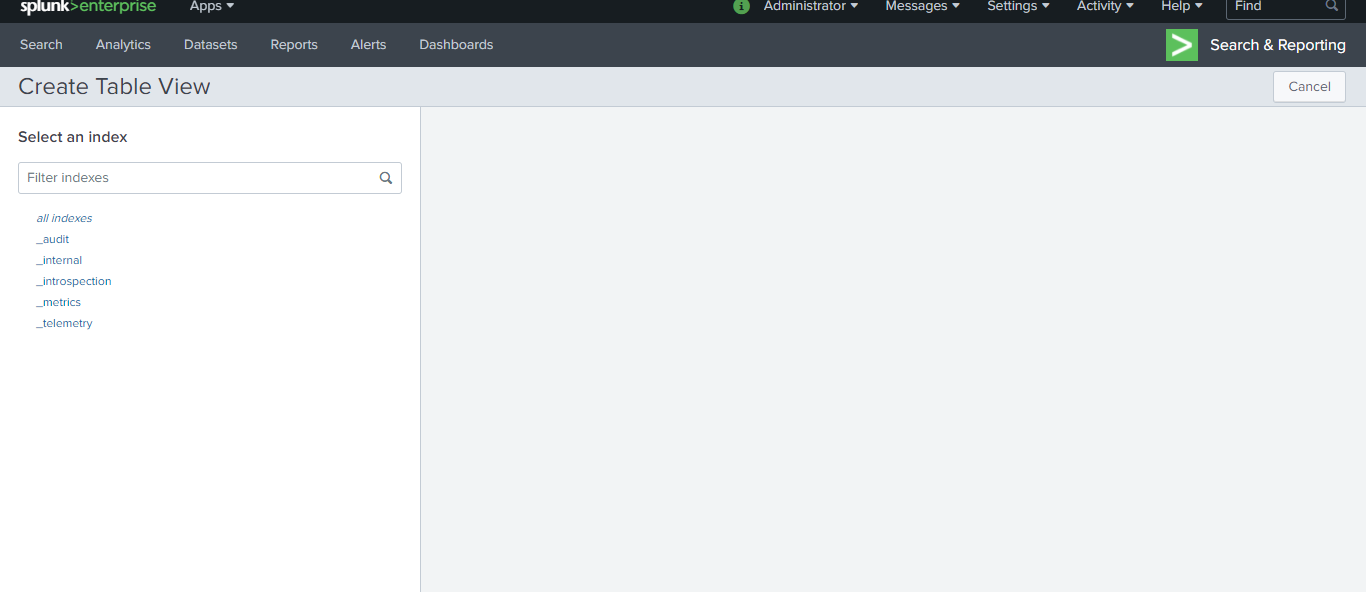 splunk>enterprise Apps Administrator Messages Settings Activity Help Find
Search Analytics Datasets Reports Alerts Dashboards Search & Reporting
Create Table View Cancel
Select an index
Filter indexes
all indexes
_audit
_internal
_introspection
_metrics
_telemetry